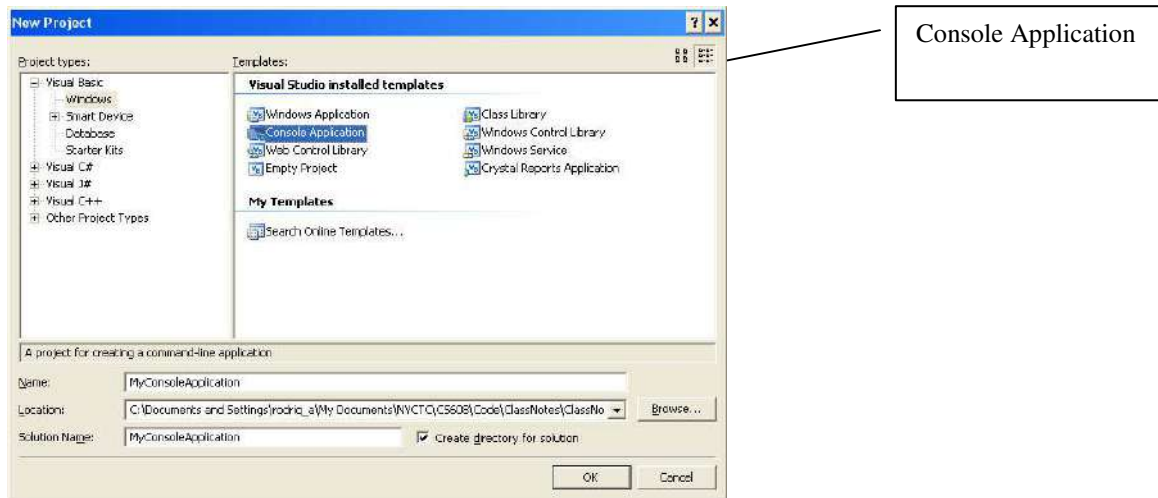 New Project
Console Application
Project types:
Templates:
Visual Basic
Windows
Smart Device
Database
Starter Kits
Visual C#
Visual J#
Visual C++
Other Project Types
Visual Studio installed templates
Windows Application
Class Library
Console Application
Windows Control Library
Web Control Library
Windows Service
Empty Project
Crystal Reports Application
My Templates
Search Online Templates...
A project for creating a command-line application
Name: MyConsoleApplication
Location: C:\Documents and Settings\rodriq_a\My Documents\NYCTC\CS608\Code\ClassNotes\ClassNo
Browse...
Solution Name: MyConsoleApplication
Create directory for solution
OK
Cancel